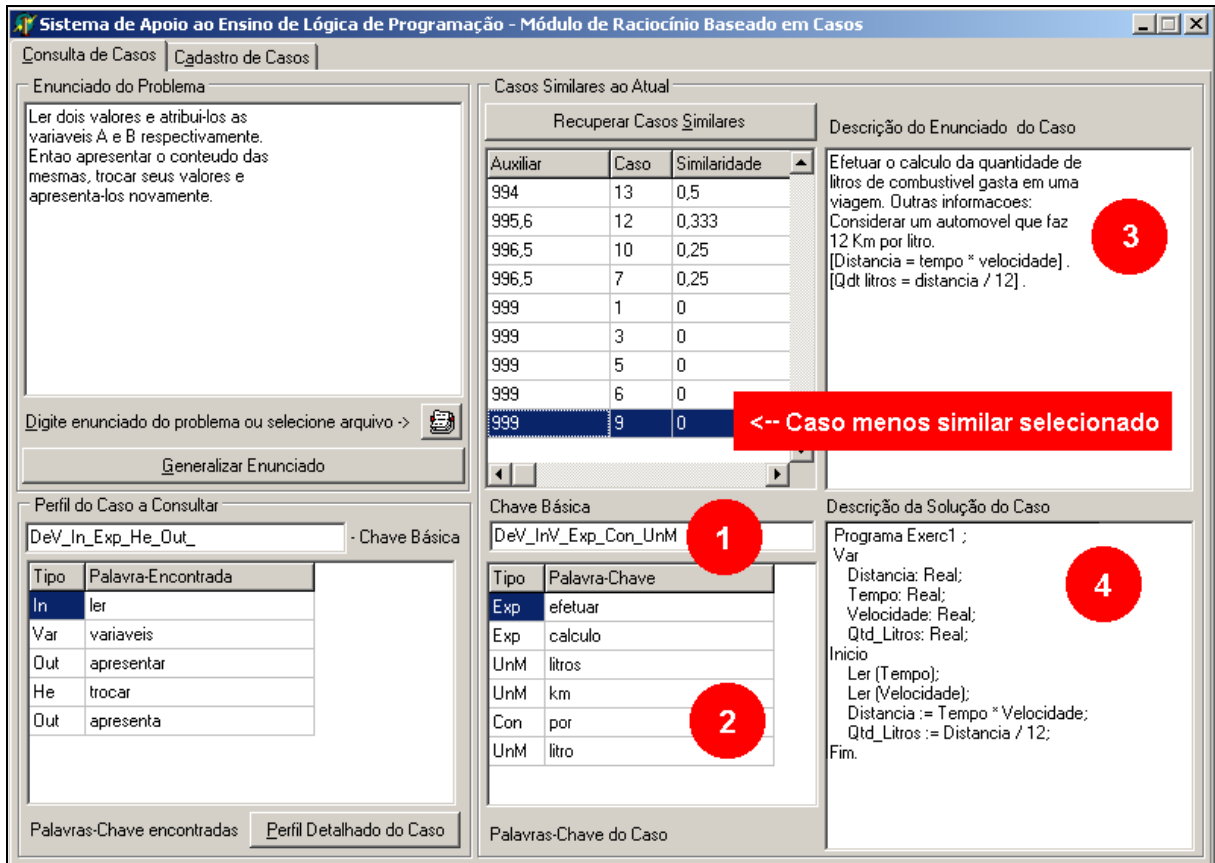 Sistema de Apoio ao Ensino de Lógica de Programação - Módulo de Raciocínio Baseado em Casos
Consulta de Casos
Cadastro de Casos
Enunciado do Problema
Ler dois valores e atribui-los as
variaveis A e B respectivamente.
Entao apresentar o conteudo das
mesmas, trocar seus valores e
apresenta-los novamente.
Digite enunciado do problema ou selecione arquivo ->
Generalizar Enunciado
Perfil do Caso a Consultar
DeV_In_Exp_He_Out_ - Chave Básica
Tipo Palavra-Encontrada
In ler
Var variaveis
Out apresentar
He trocar
Out apresenta
Palavras-Chave encontradas
Perfil Detalhado do Caso
Casos Similares ao Atual
Recuperar Casos Similares
Auxiliar Caso Similaridade
994 13 0,5
995,6 12 0,333
996,5 10 0,25
996,5 7 0,25
999 1 0
999 3 0
999 5 0
999 6 0
999 9 0
<-- Caso menos similar selecionado
Chave Básica
DeV_InV_Exp_Con_UnM
1
Tipo Palavra-Chave
Exp efetuar
Exp calculo
UnM litros
UnM km
Con por
UnM litro
2
Palavras-Chave do Caso
Descrição do Enunciado do Caso
Efetuar o calculo da quantidade de
litros de combustivel gasta em uma
viagem. Outras informacoes:
Considerar um automovel que faz
12 Km por litro.
[Distancia = tempo * velocidade] .
[Qdt litros = distancia / 12] .
3
Descrição da Solução do Caso
Programa Exerc1 ;
Var
Distancia: Real;
Tempo: Real;
Velocidade: Real;
Qtd_Litros: Real;
Inicio
Ler (Tempo);
Ler (Velocidade);
Distancia := Tempo * Velocidade;
Qtd_Litros := Distancia / 12;
Fim.
4